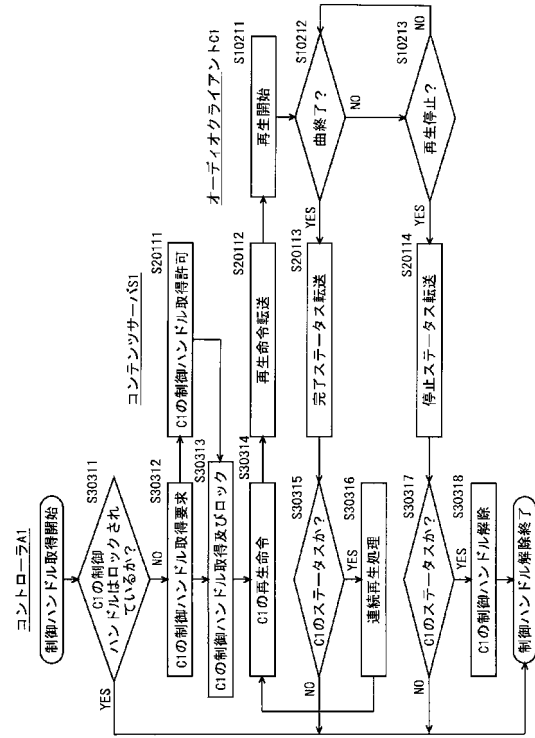 コントローラA1
制御ハンドル取得開始
S30311
C1の制御
ハンドルはロックされ
ているか?
YES
NO
S30312
C1の制御ハンドル取得要求
S30313
C1の制御ハンドル取得及びロック
S30314
C1の再生命令
S30315
C1のステータスか?
NO
YES
S30316
連続再生処理
S30317
C1のステータスか?
NO
YES
S30318
C1の制御ハンドル解除
制御ハンドル解除終了
コンテンツサーバS1
S20111
C1の制御ハンドル取得許可
S20112
再生命令転送
S20113
完了ステータス転送
S20114
停止ステータス転送
オーディオクライアントC1
S10211
再生開始
S10212
曲終了?
YES
NO
S10213
再生停止?
YES
NO